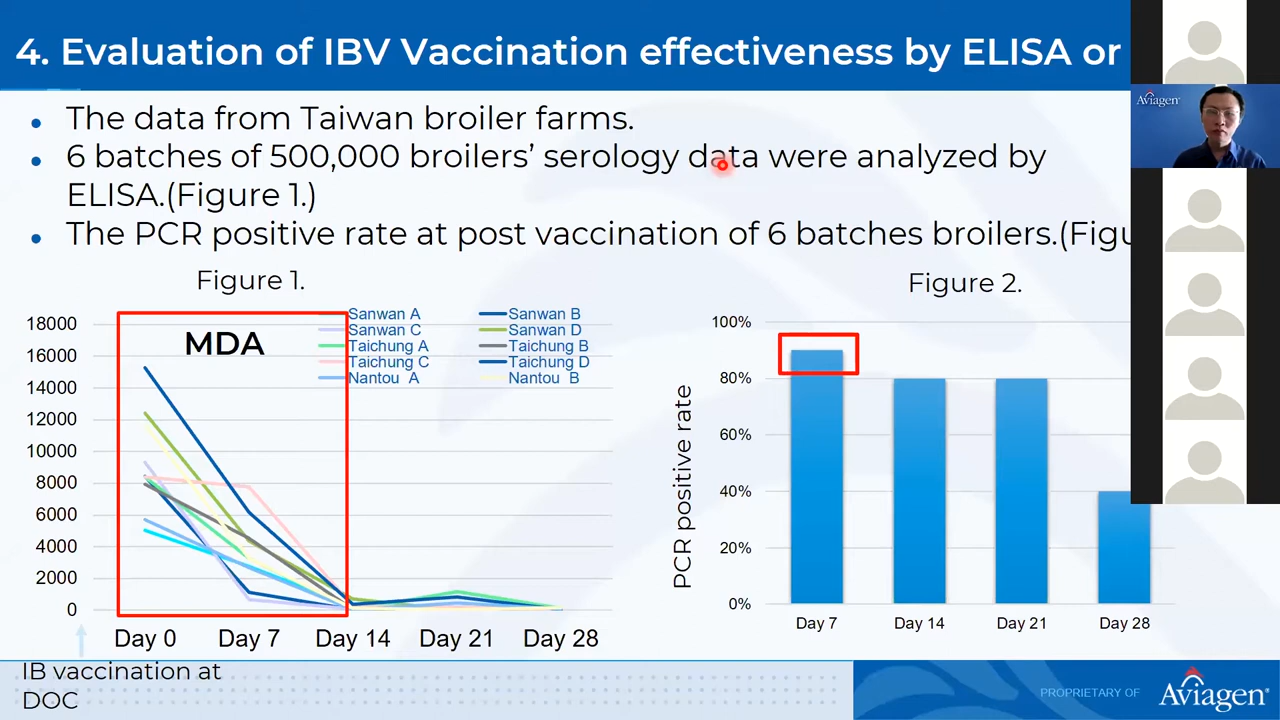 4. Evaluation of IBV Vaccination effectiveness by ELISA or
Aviagen
• The data from Taiwan broiler farms.
• 6 batches of 500,000 broilers’ serology data were analyzed by
ELISA.(Figure 1.)
• The PCR positive rate at post vaccination of 6 batches broilers.(Figu
Figure 1.
MDA
Sanwan A Sanwan B
Sanwan C Sanwan D
Taichung A Taichung B
Taichung C Taichung D
Nantou A Nantou B
18000
16000
14000
12000
10000
8000
6000
4000
2000
0
Day 0 Day 7 Day 14 Day 21 Day 28
IB vaccination at
DOC
Figure 2.
PCR positive rate
100%
80%
60%
40%
20%
0%
Day 7 Day 14 Day 21 Day 28
PROPRIETARY OF Aviagen®